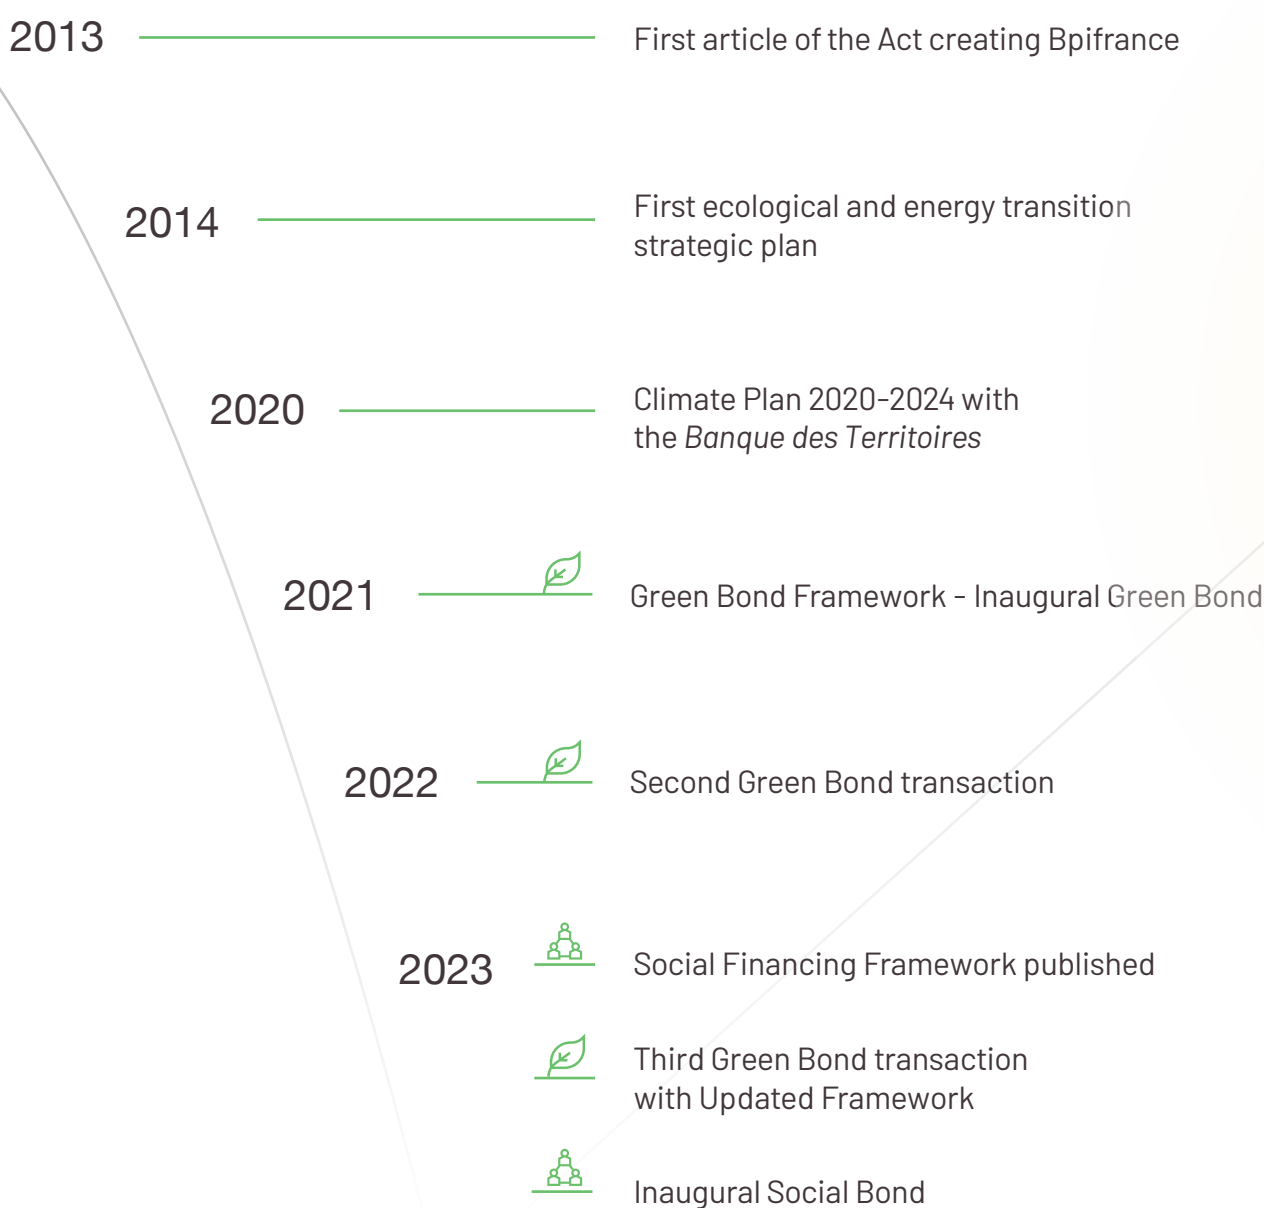 2013 First article of the Act creating Bpifrance
2014 First ecological and energy transition
strategic plan
2020 Climate Plan 2020-2024 with
the Banque des Territoires
2021 Green Bond Framework - Inaugural Green Bond
2022 Second Green Bond transaction
2023 Social Financing Framework published
Third Green Bond transaction
with Updated Framework
Inaugural Social Bond